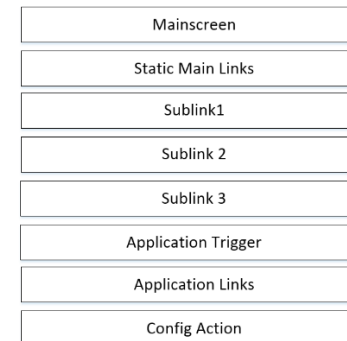 Mainscreen
Static Main Links
Sublink1
Sublink 2
Sublink 3
Application Trigger
Application Links
Config Action